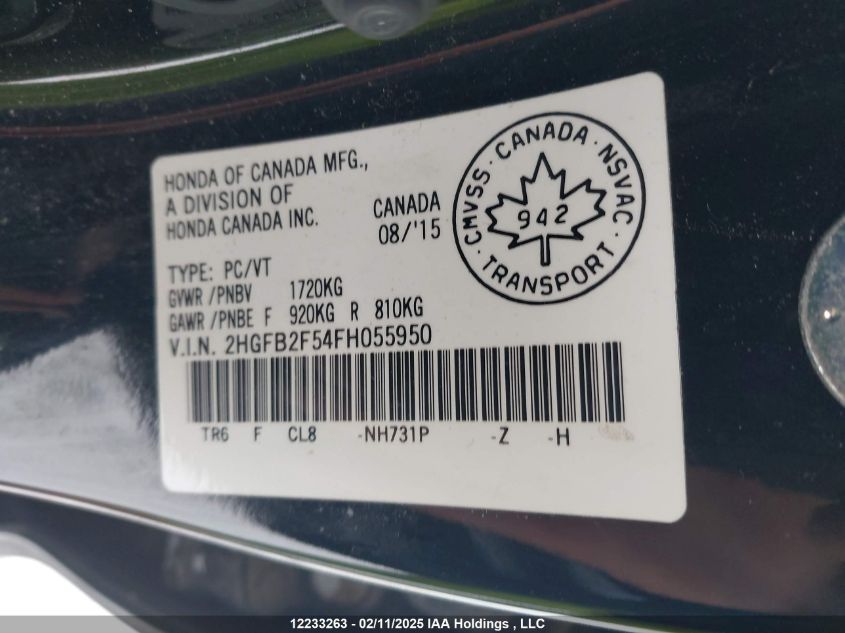 HONDA OF CANADA MFG.,
A DIVISION OF
HONDA CANADA INC.
CANADA
08/'15
CMVSS · CANADA · NSVAC · TRANSPORT ·
942
TYPE: PC/VT
GVWR /PNBV 1720KG
GAWR /PNBE F 920KG R 810KG
V.I.N. 2HGFB2F54FH055950
TR6 F CL8 -NH731P -Z -H
12233263 - 02/11/2025 IAA Holdings , LLC